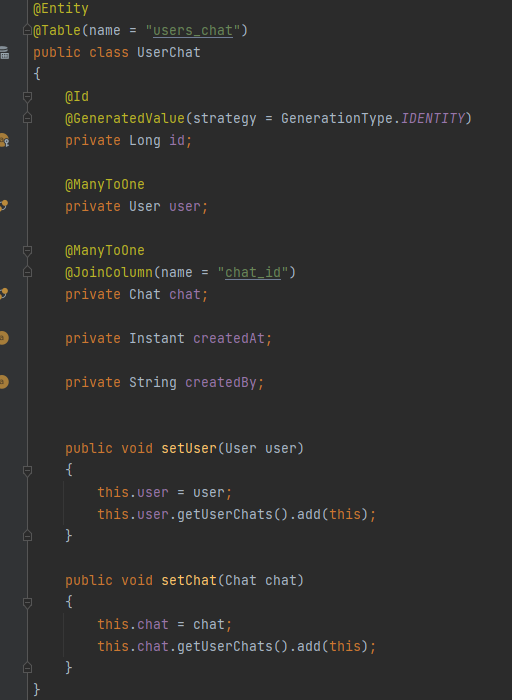 @Entity
@Table(name = "users_chat")
public class UserChat
{
@Id
@GeneratedValue(strategy = GenerationType.IDENTITY)
private Long id;
@ManyToOne
private User user;
@ManyToOne
@JoinColumn(name = "chat_id")
private Chat chat;
private Instant createdAt;
private String createdBy;
public void setUser(User user)
{
this.user = user;
this.user.getUserChats().add(this);
}
public void setChat(Chat chat)
{
this.chat = chat;
this.chat.getUserChats().add(this);
}
}